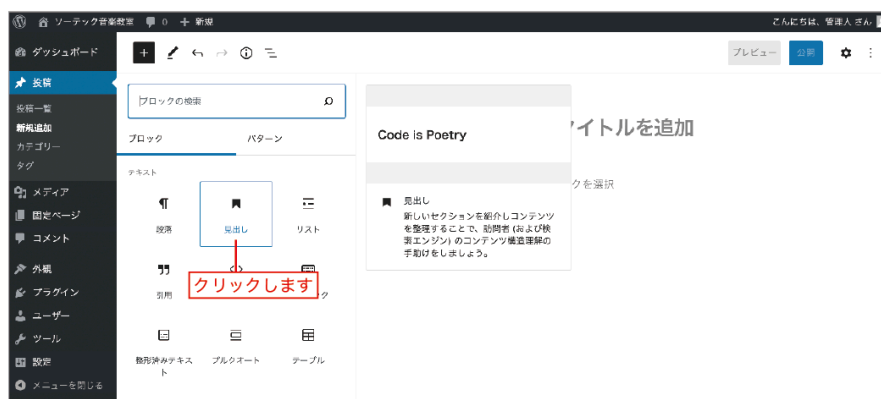 ソーテック音楽教室 0 ＋ 新規
こんにちは、管理人 さん
ダッシュボード
プレビュー 公開
投稿
投稿一覧
新規追加
カテゴリー
タグ
メディア
固定ページ
コメント
外観
プラグイン
ユーザー
ツール
設定
メニューを閉じる
ブロックの検索
ブロック パターン
テキスト
段落 見出し リスト
引用
クリックします
ク
整形済みテキス
ト
プルクオート テーブル
Code is Poetry
見出し
新しいセクションを紹介しコンテンツ
を整理することで、訪問者 (および検
索エンジン) のコンテンツ構造理解の
手助けをしましょう。
イトルを追加
クを選択